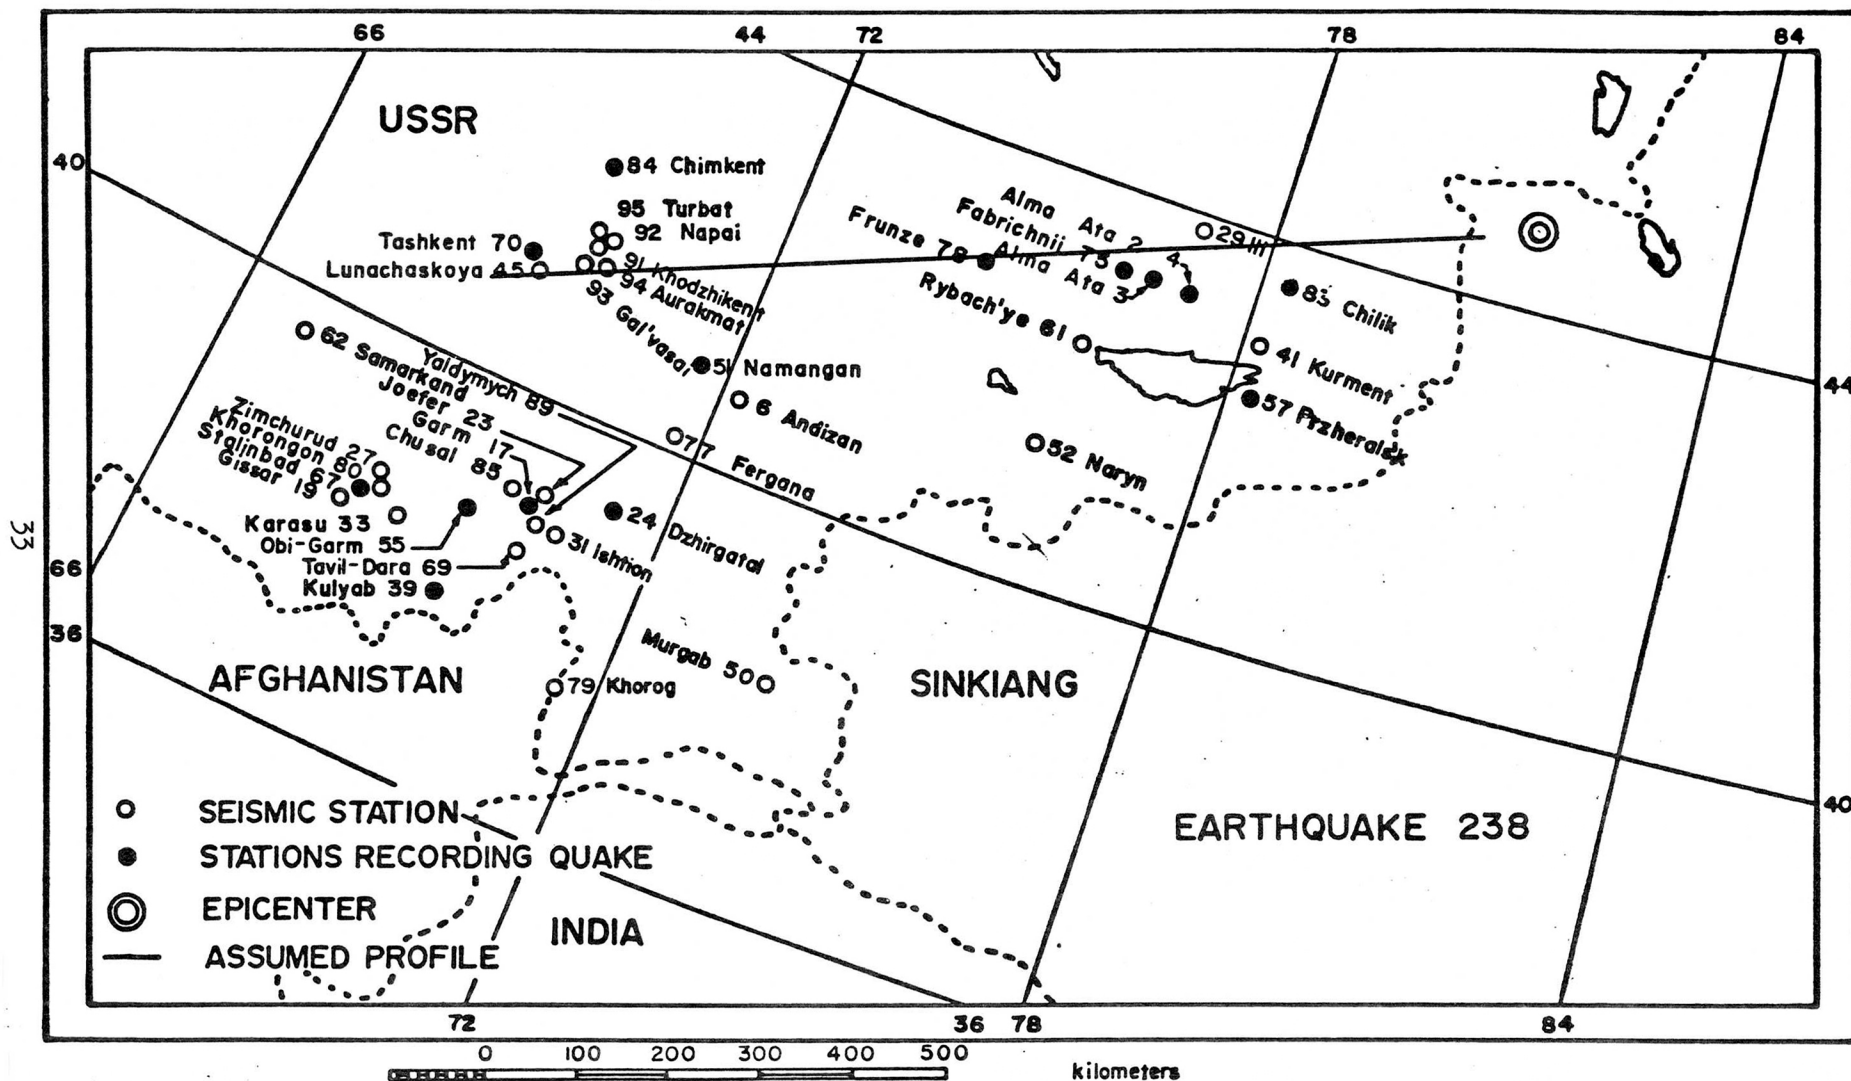 66 44 72 78 84
USSR
40
84 Chimkent
95 Turbat
92 Napai
Tashkent 70
Lunachaskoya 45
91 Khodzhikent
94 Aurakmat
93 Gal'vasai
Alma Ata 2
Fabrichnij 75
Frunze 78
Alma Ata 3
4
29 Ili
Rybach'ye 61
83 Chilik
41 Kurment
57 Przheralsk
44
51 Namangan
6 Andizan
52 Naryn
77 Fergana
62 Samarkand
Yaldymych 89
Joefer 23
Garm 17
Chusal 85
Zimchurud 27
Khorongon 80
Stalinbad 67
Gissar 19
Karasu 33
Obi-Garm 55
Tavil-Dara 69
Kulyab 39
24 Dzhirgatal
31 Ishtion
33
66
36
Murgab 50
79 Khorog
AFGHANISTAN
SINKIANG
40
SEISMIC STATION
STATIONS RECORDING QUAKE
EPICENTER
ASSUMED PROFILE
INDIA
EARTHQUAKE 238
72 36 78 84
0 100 200 300 400 500
kilometers